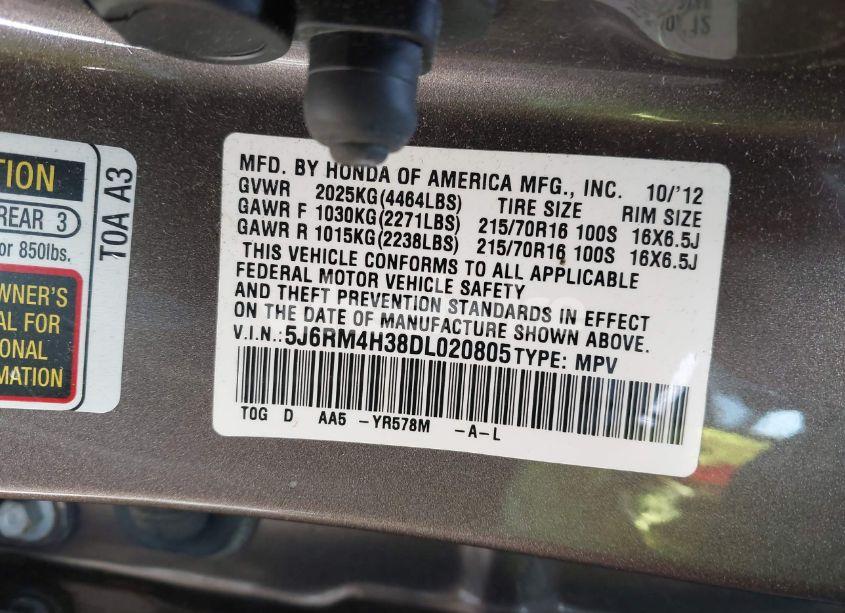 TION
REAR 3
or 850lbs.
TOA A3
WNER'S
AL FOR
ONAL
RMATION
MFD. BY HONDA OF AMERICA MFG., INC. 10/'12
GVWR 2025KG(4464LBS) TIRE SIZE RIM SIZE
GAWR F 1030KG(2271LBS) 215/70R16 100S 16X6.5J
GAWR R 1015KG(2238LBS) 215/70R16 100S 16X6.5J
THIS VEHICLE CONFORMS TO ALL APPLICABLE
FEDERAL MOTOR VEHICLE SAFETY
AND THEFT PREVENTION STANDARDS IN EFFECT
ON THE DATE OF MANUFACTURE SHOWN ABOVE.
V.I.N.: 5J6RM4H38DL020805 TYPE: MPV
TOG D AA5 -YR578M -A-L